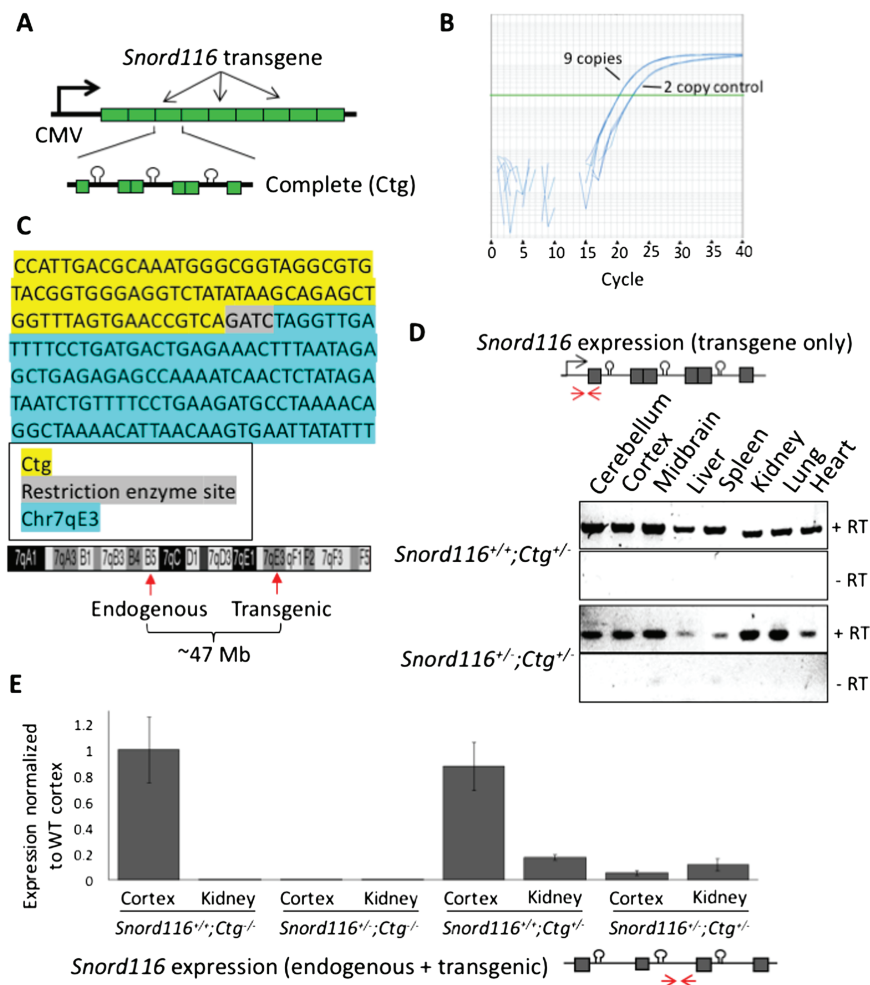 A
Snord116 transgene
CMV
Complete (Ctg)
B
9 copies
2 copy control
0 5 10 15 20 25 30 35 40
Cycle
C
CCATTGACGCAAATGGGCGGTAGGCGTG
TACGGTGGGAGGTCTATATAAGCAGAGCT
GGTTTAGTGAACCGTCAGATCTAGGTTGA
TTTTCCTGATGACTGAGAAACTTTAATAGA
GCTGAGAGAGCCAAAATCAACTCTATAGA
TAATCTGTTTTCCTGAAGATGCCTAAAACA
GGCTAAAACATTAACAAGTGAATTATATTT
Ctg
Restriction enzyme site
Chr7qE3
7qA1 7qA3 B1 7qB3 B4 B5 7qC D1 7qD3 7qE1 7qE3 qF1 F2 7qF3 F5
Endogenous Transgenic
~47 Mb
D
Snord116 expression (transgene only)
Cerebellum
Cortex
Midbrain
Liver
Spleen
Kidney
Lung
Heart
Snord116+/+;Ctg+/-
+ RT
- RT
Snord116+/-;Ctg+/-
+ RT
- RT
E
Expression normalized
to WT cortex
1.2
1
0.8
0.6
0.4
0.2
0
Cortex Kidney Cortex Kidney Cortex Kidney Cortex Kidney
Snord116+/+;Ctg-/- Snord116+/-;Ctg-/- Snord116+/+;Ctg+/- Snord116+/-;Ctg+/-
Snord116 expression (endogenous + transgenic)